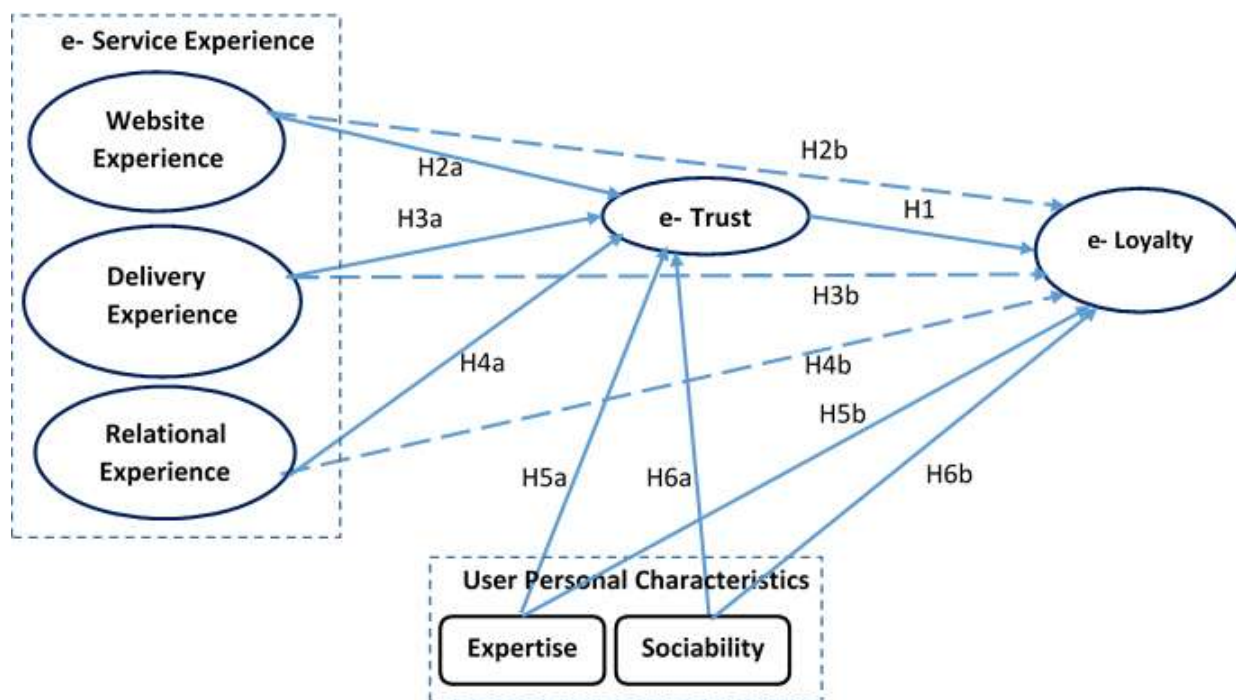 e- Service Experience
Website
Experience
H2a
H2b
e- Trust
H1
e- Loyalty
H3a
Delivery
Experience
H3b
H4a
H4b
Relational
Experience
H5b
H5a
H6a
H6b
User Personal Characteristics
Expertise
Sociability